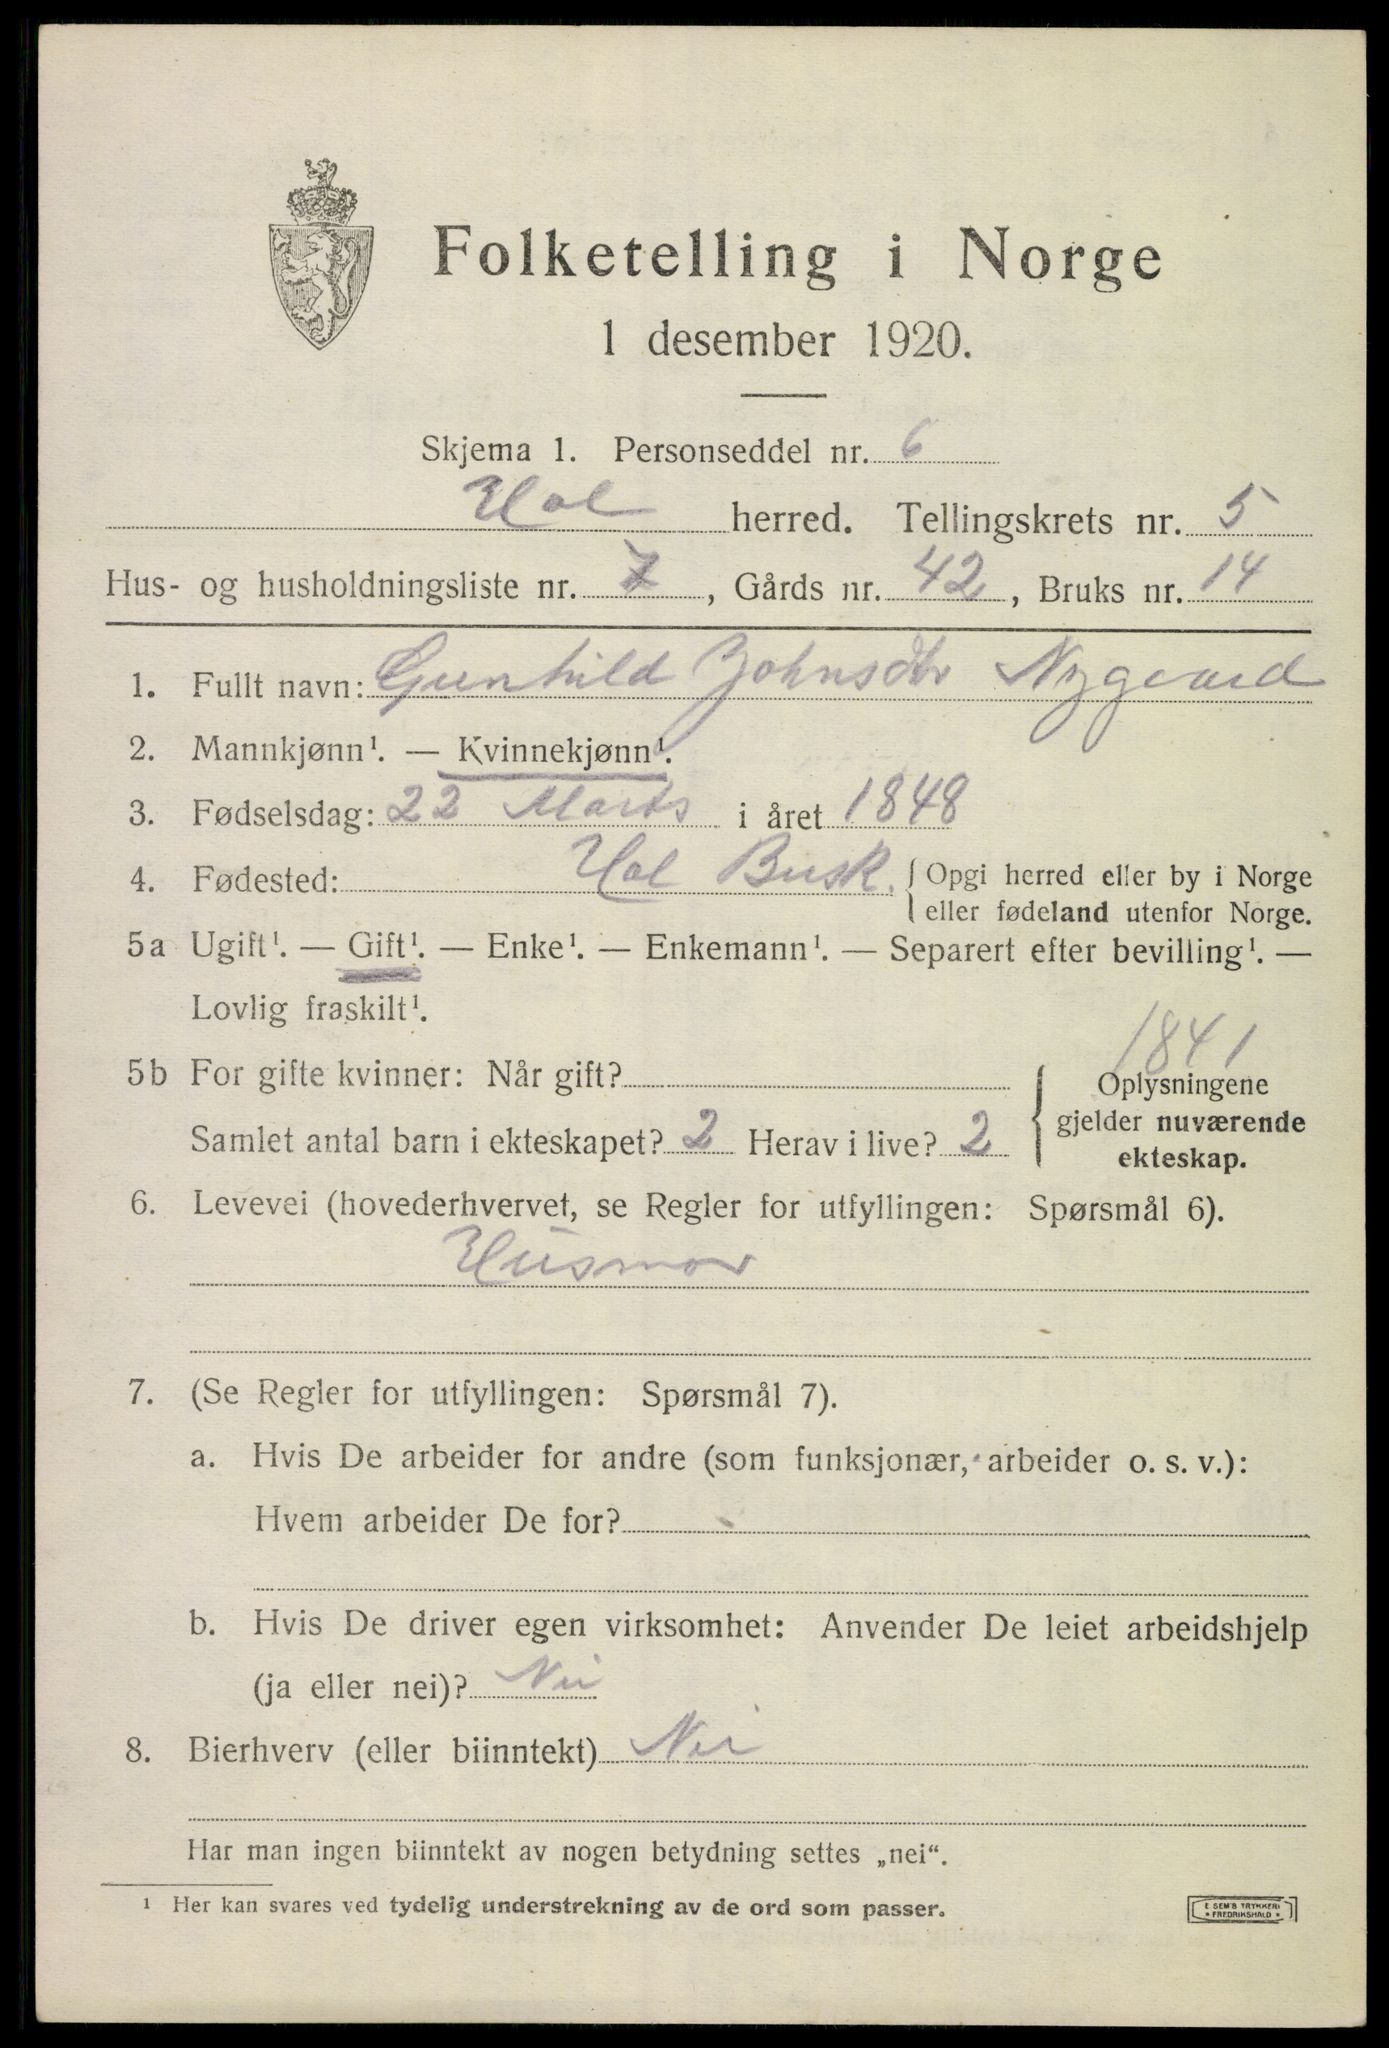 Folketelling i Norge
1 desember 1920.
Skjema 1. Personseddel nr. 6
Hol herred. Tellingskrets nr. 5
Hus- og husholdningsliste nr. 7, Gårds nr. 42, Bruks nr. 14
1. Fullt navn: Gunhild Johnsdtr Nygaard
2. Mannkjønn¹. — Kvinnekjønn¹.
3. Fødselsdag: 22 Marts i året 1848
4. Fødested: Hol Busk. { Opgi herred eller by i Norge
eller fødeland utenfor Norge.
5a Ugift¹. — Gift¹. — Enke¹. — Enkemann¹. — Separert efter bevilling¹. —
Lovlig fraskilt¹.
1841
5b For gifte kvinner: Når gift? { Oplysningene
gjelder nuværende
ekteskap.
Samlet antal barn i ekteskapet? 2 Herav i live? 2
6. Levevei (hovederhvervet, se Regler for utfyllingen: Spørsmål 6).
Husmor
7. (Se Regler for utfyllingen: Spørsmål 7).
a. Hvis De arbeider for andre (som funksjonær, arbeider o. s. v.):
Hvem arbeider De for? -
b. Hvis De driver egen virksomhet: Anvender De leiet arbeidshjelp
(ja eller nei)? Nei
8. Bierhverv (eller biinntekt) Nei
Har man ingen biinntekt av nogen betydning settes „nei“.
¹ Her kan svares ved tydelig understrekning av de ord som passer.
E. SEM'S TRYKKERI
• FREDRIKSHALD •